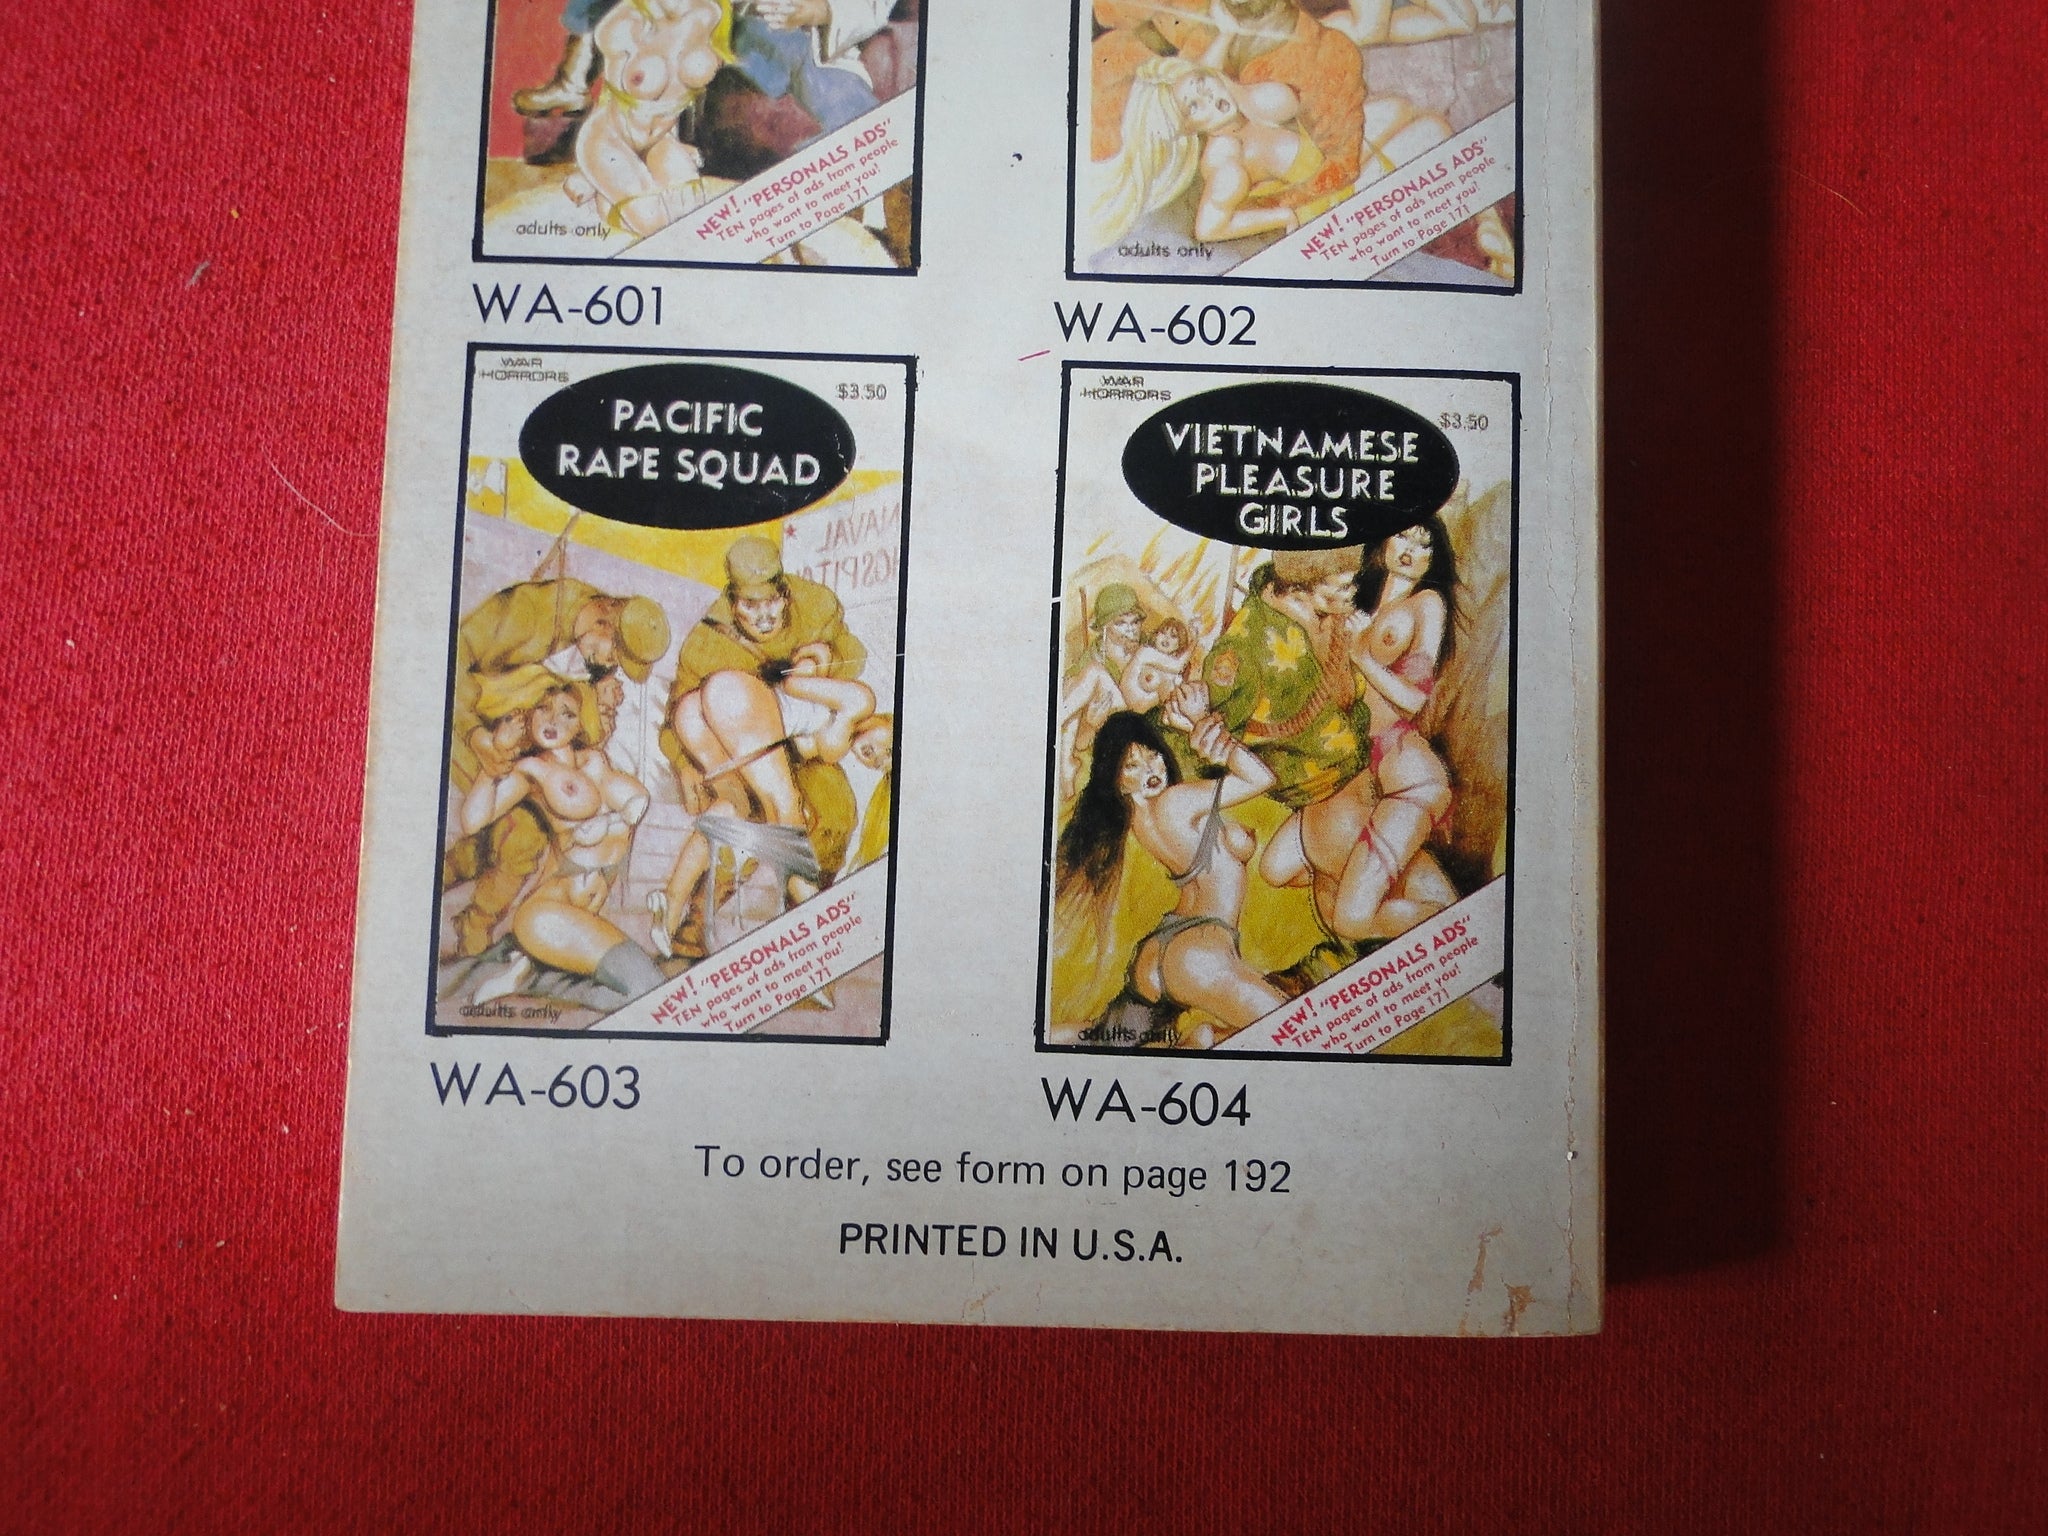 adults only
NEW! "PERSONALS ADS"
TEN pages of ads from people
who want to meet you!
Turn to Page 171
adults only
NEW! "PERSONALS ADS"
TEN pages of ads from people
who want to meet you!
Turn to Page 171
WA-601
WA-602
WAR
HORRORS
$3.50
PACIFIC
RAPE SQUAD
NAVAL
adults only
NEW! "PERSONALS ADS"
TEN pages of ads from people
who want to meet you!
Turn to Page 171
WAR
HORRORS
$3.50
VIETNAMESE
PLEASURE
GIRLS
adults only
NEW! "PERSONALS ADS"
TEN pages of ads from people
who want to meet you!
Turn to Page 171
WA-603
WA-604
To order, see form on page 192
PRINTED IN U.S.A.